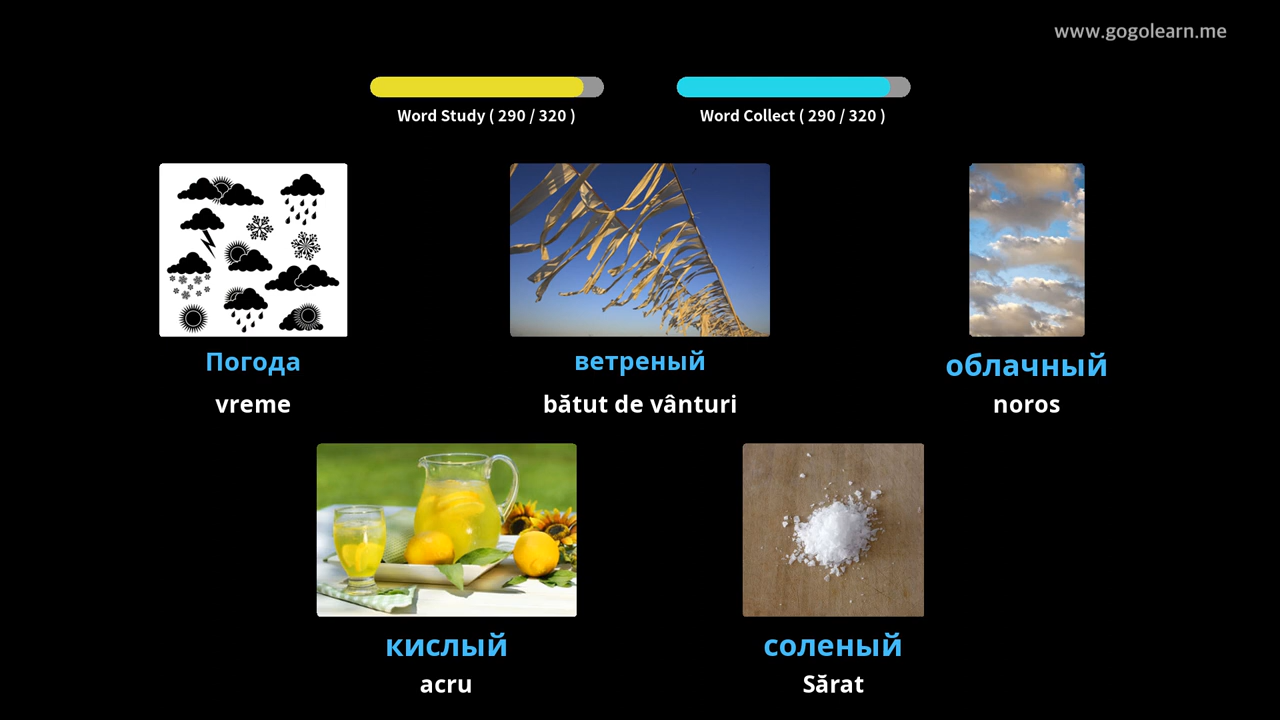 www.gogolearn.me
Word Study ( 290 / 320 )
Word Collect ( 290 / 320 )
Погода
ветреный
облачный
vreme
bătut de vânturi
noros
кислый
соленый
acru
Sărat